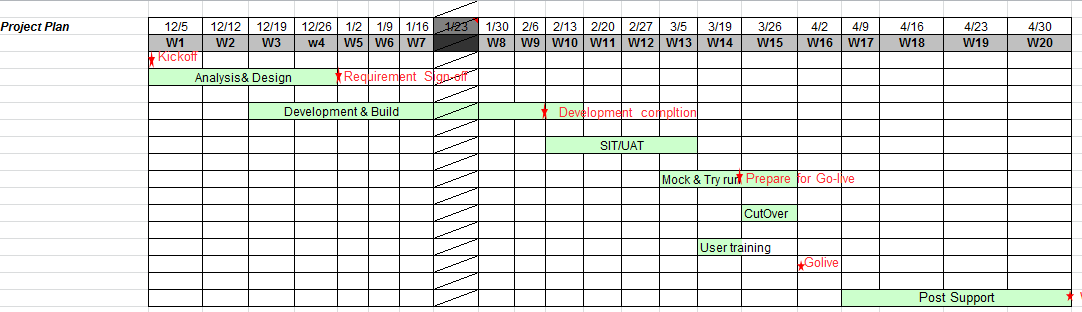 Project Plan 12/5 12/12 12/19 12/26 1/2 1/9 1/16 1/23 1/30 2/6 2/13 2/20 2/27 3/5 3/19 3/26 4/2 4/9 4/16 4/23 4/30
W1 W2 W3 w4 W5 W6 W7 W8 W9 W10 W11 W12 W13 W14 W15 W16 W17 W18 W19 W20
Kickoff
Analysis& Design Requirement Sign-off
Development & Build Development compltion
SIT/UAT
Mock & Try run Prepare for Go-live
CutOver
User training
Golive
Post Support